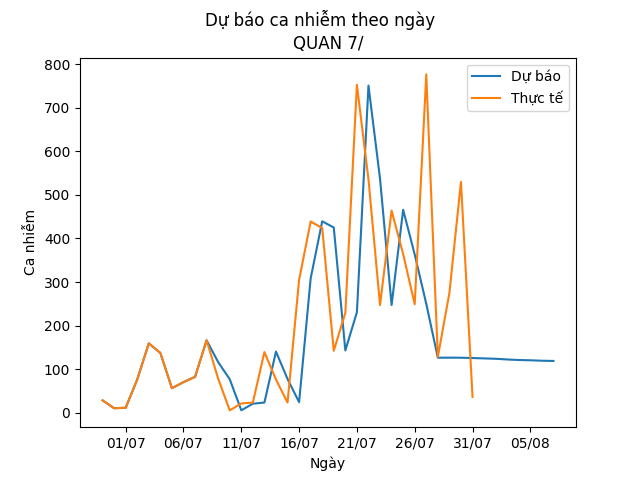 Dự báo ca nhiễm theo ngày
QUAN 7/
Dự báo
Thực tế
Ca nhiễm
800
700
600
500
400
300
200
100
0
01/07 06/07 11/07 16/07 21/07 26/07 31/07 05/08
Ngày